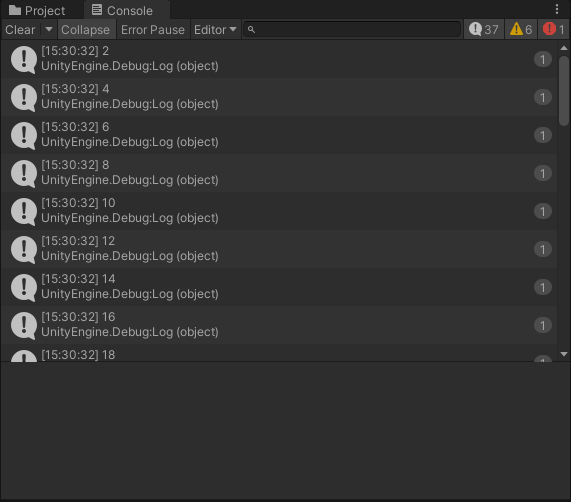 Project Console
Clear Collapse Error Pause Editor 37 6 1
[15:30:32] 2
UnityEngine.Debug:Log (object)
1
[15:30:32] 4
UnityEngine.Debug:Log (object)
1
[15:30:32] 6
UnityEngine.Debug:Log (object)
1
[15:30:32] 8
UnityEngine.Debug:Log (object)
1
[15:30:32] 10
UnityEngine.Debug:Log (object)
1
[15:30:32] 12
UnityEngine.Debug:Log (object)
1
[15:30:32] 14
UnityEngine.Debug:Log (object)
1
[15:30:32] 16
UnityEngine.Debug:Log (object)
1
[15:30:32] 18